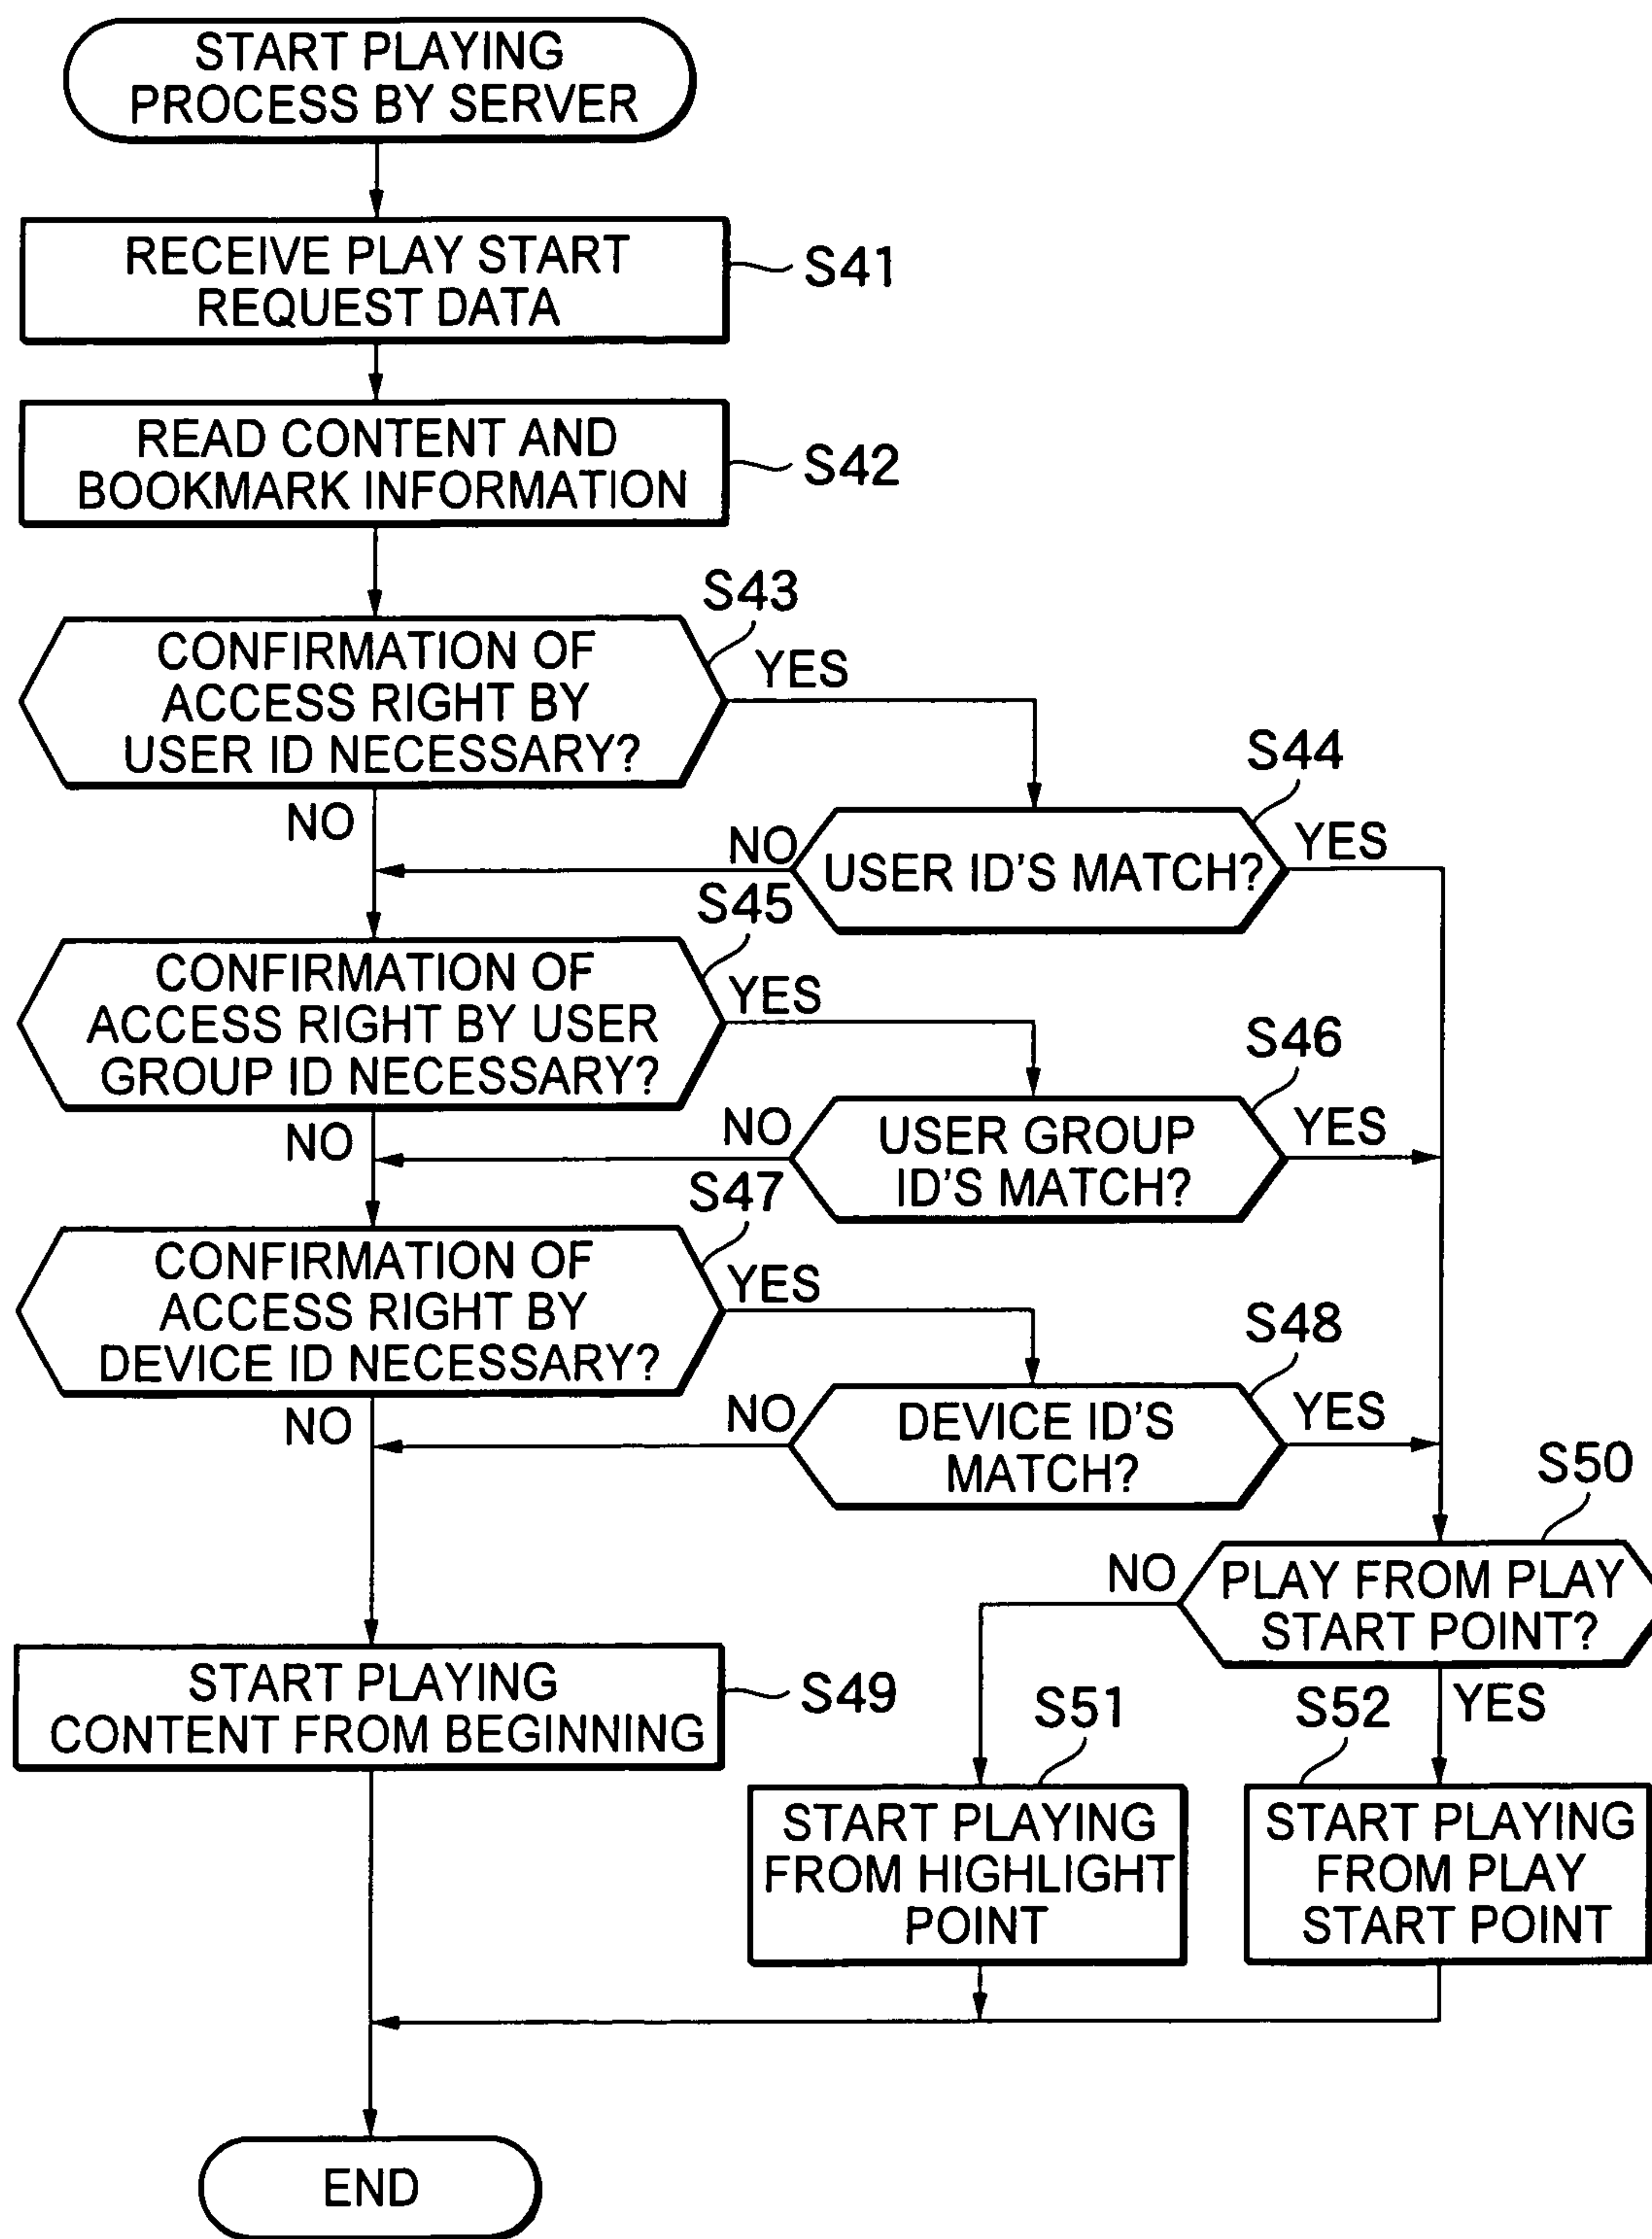 START PLAYING
PROCESS BY SERVER
RECEIVE PLAY START
REQUEST DATA
S41
READ CONTENT AND
BOOKMARK INFORMATION
S42
S43
CONFIRMATION OF
ACCESS RIGHT BY
USER ID NECESSARY?
YES
NO
S44
USER ID'S MATCH?
NO
YES
S45
CONFIRMATION OF
ACCESS RIGHT BY USER
GROUP ID NECESSARY?
YES
NO
S46
USER GROUP
ID'S MATCH?
NO
YES
S47
CONFIRMATION OF
ACCESS RIGHT BY
DEVICE ID NECESSARY?
YES
NO
S48
DEVICE ID'S
MATCH?
NO
YES
S50
PLAY FROM PLAY
START POINT?
NO
YES
START PLAYING
CONTENT FROM BEGINNING
S49
S51
START PLAYING
FROM HIGHLIGHT
POINT
S52
START PLAYING
FROM PLAY
START POINT
END